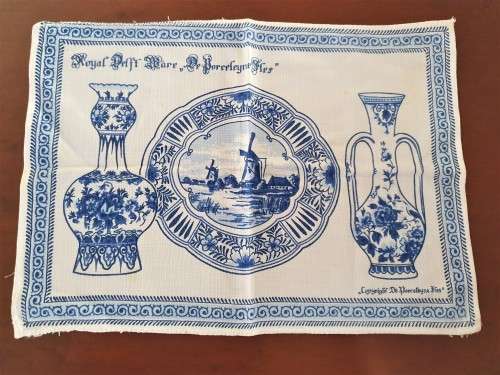 Royal Delft Ware „De Porceleyne Fles"
„Copyright De Porceleyne Fles"